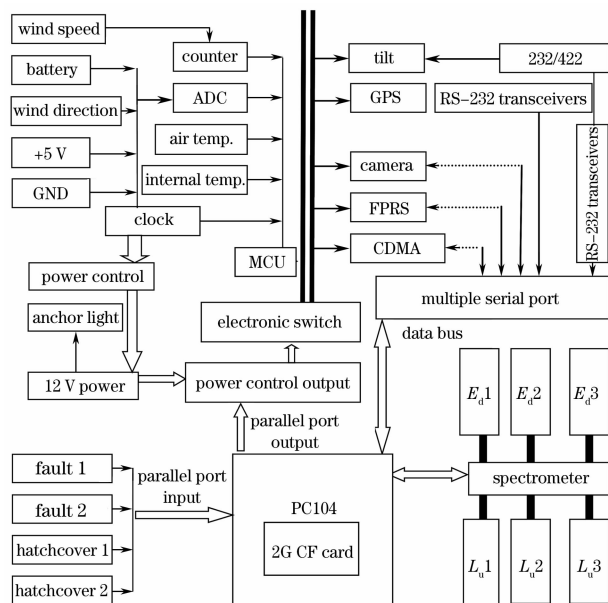 wind speed
battery
wind direction
+5 V
GND
counter
ADC
air temp.
internal temp.
clock
MCU
power control
anchor light
12 V power
electronic switch
power control output
parallel port
output
tilt
GPS
camera
FPRS
CDMA
232/422
RS-232 transceivers
RS-232 transceivers
multiple serial port
data bus
fault 1
fault 2
hatchcover 1
hatchcover 2
parallel port
input
PC104
2G CF card
Ed1
Ed2
Ed3
spectrometer
Lu1
Lu2
Lu3